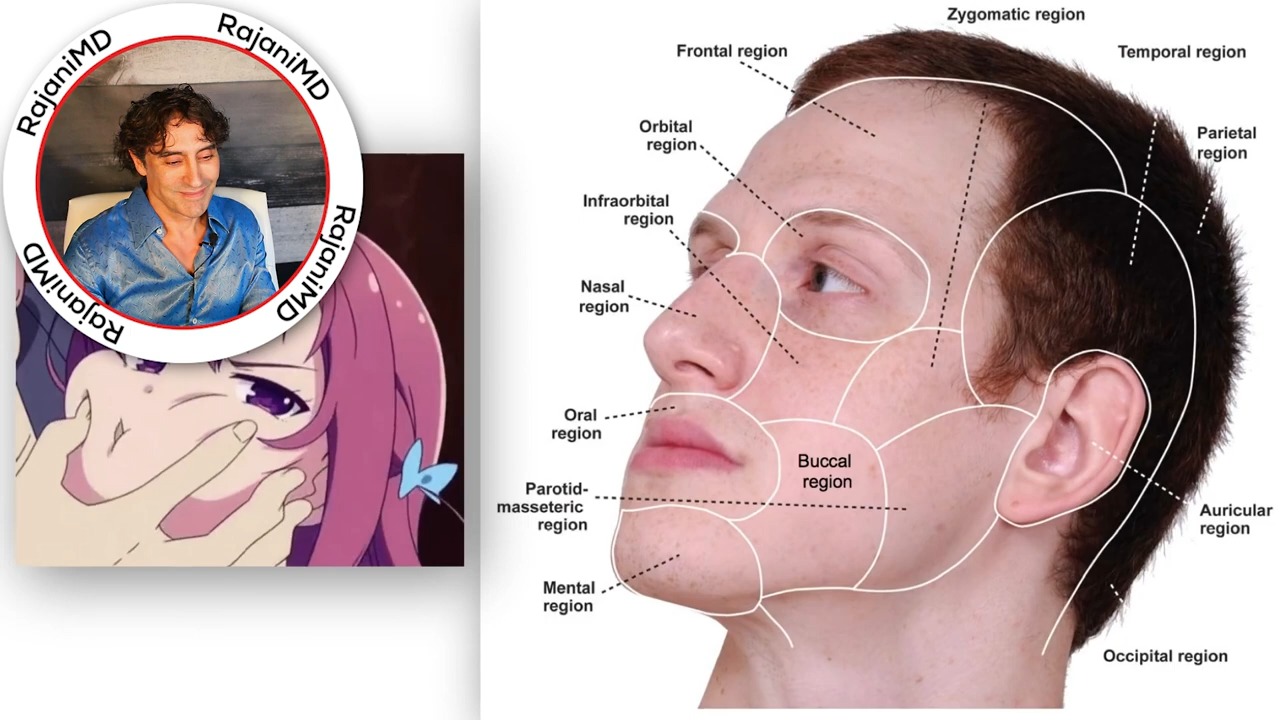 RajaniMD
RajaniMD
RajaniMD
RajaniMD
Zygomatic region
Frontal region
Temporal region
Orbital
region
Parietal
region
Infraorbital
region
Nasal
region
Oral
region
Buccal
region
Parotid-
masseteric
region
Auricular
region
Mental
region
Occipital region